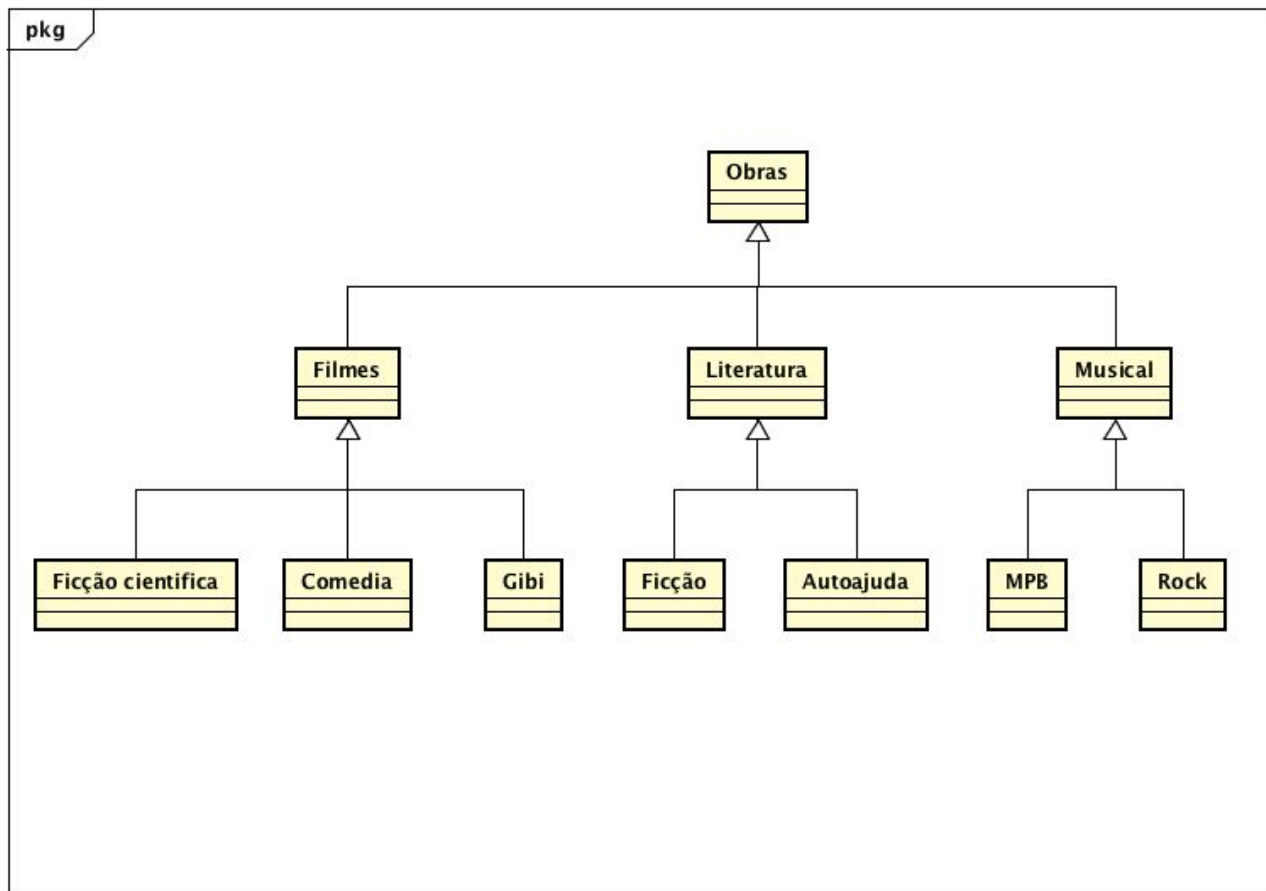 pkg
Obras
Filmes
Literatura
Musical
Ficção cientifica
Comedia
Gibi
Ficção
Autoajuda
MPB
Rock